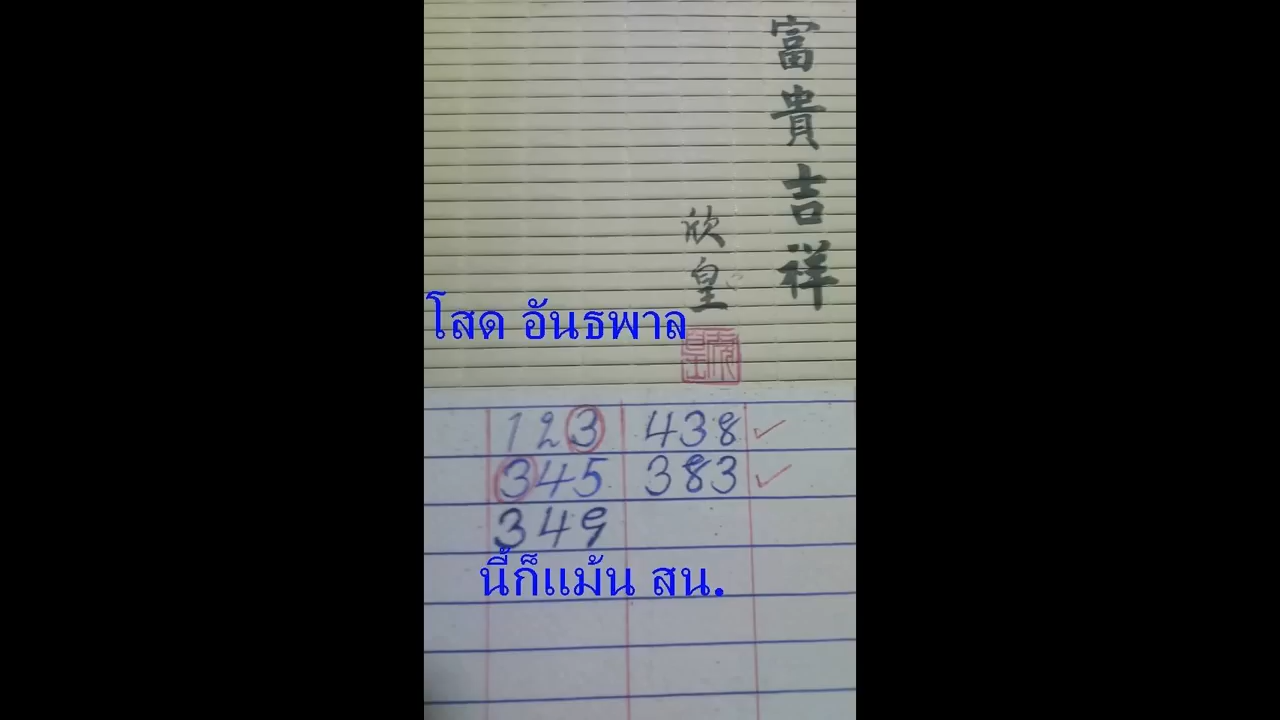 富貴吉祥
欣皇
โสด อันธพาล
123 438 ✓
345 383 ✓
349
นี้ก็แม้น สน.